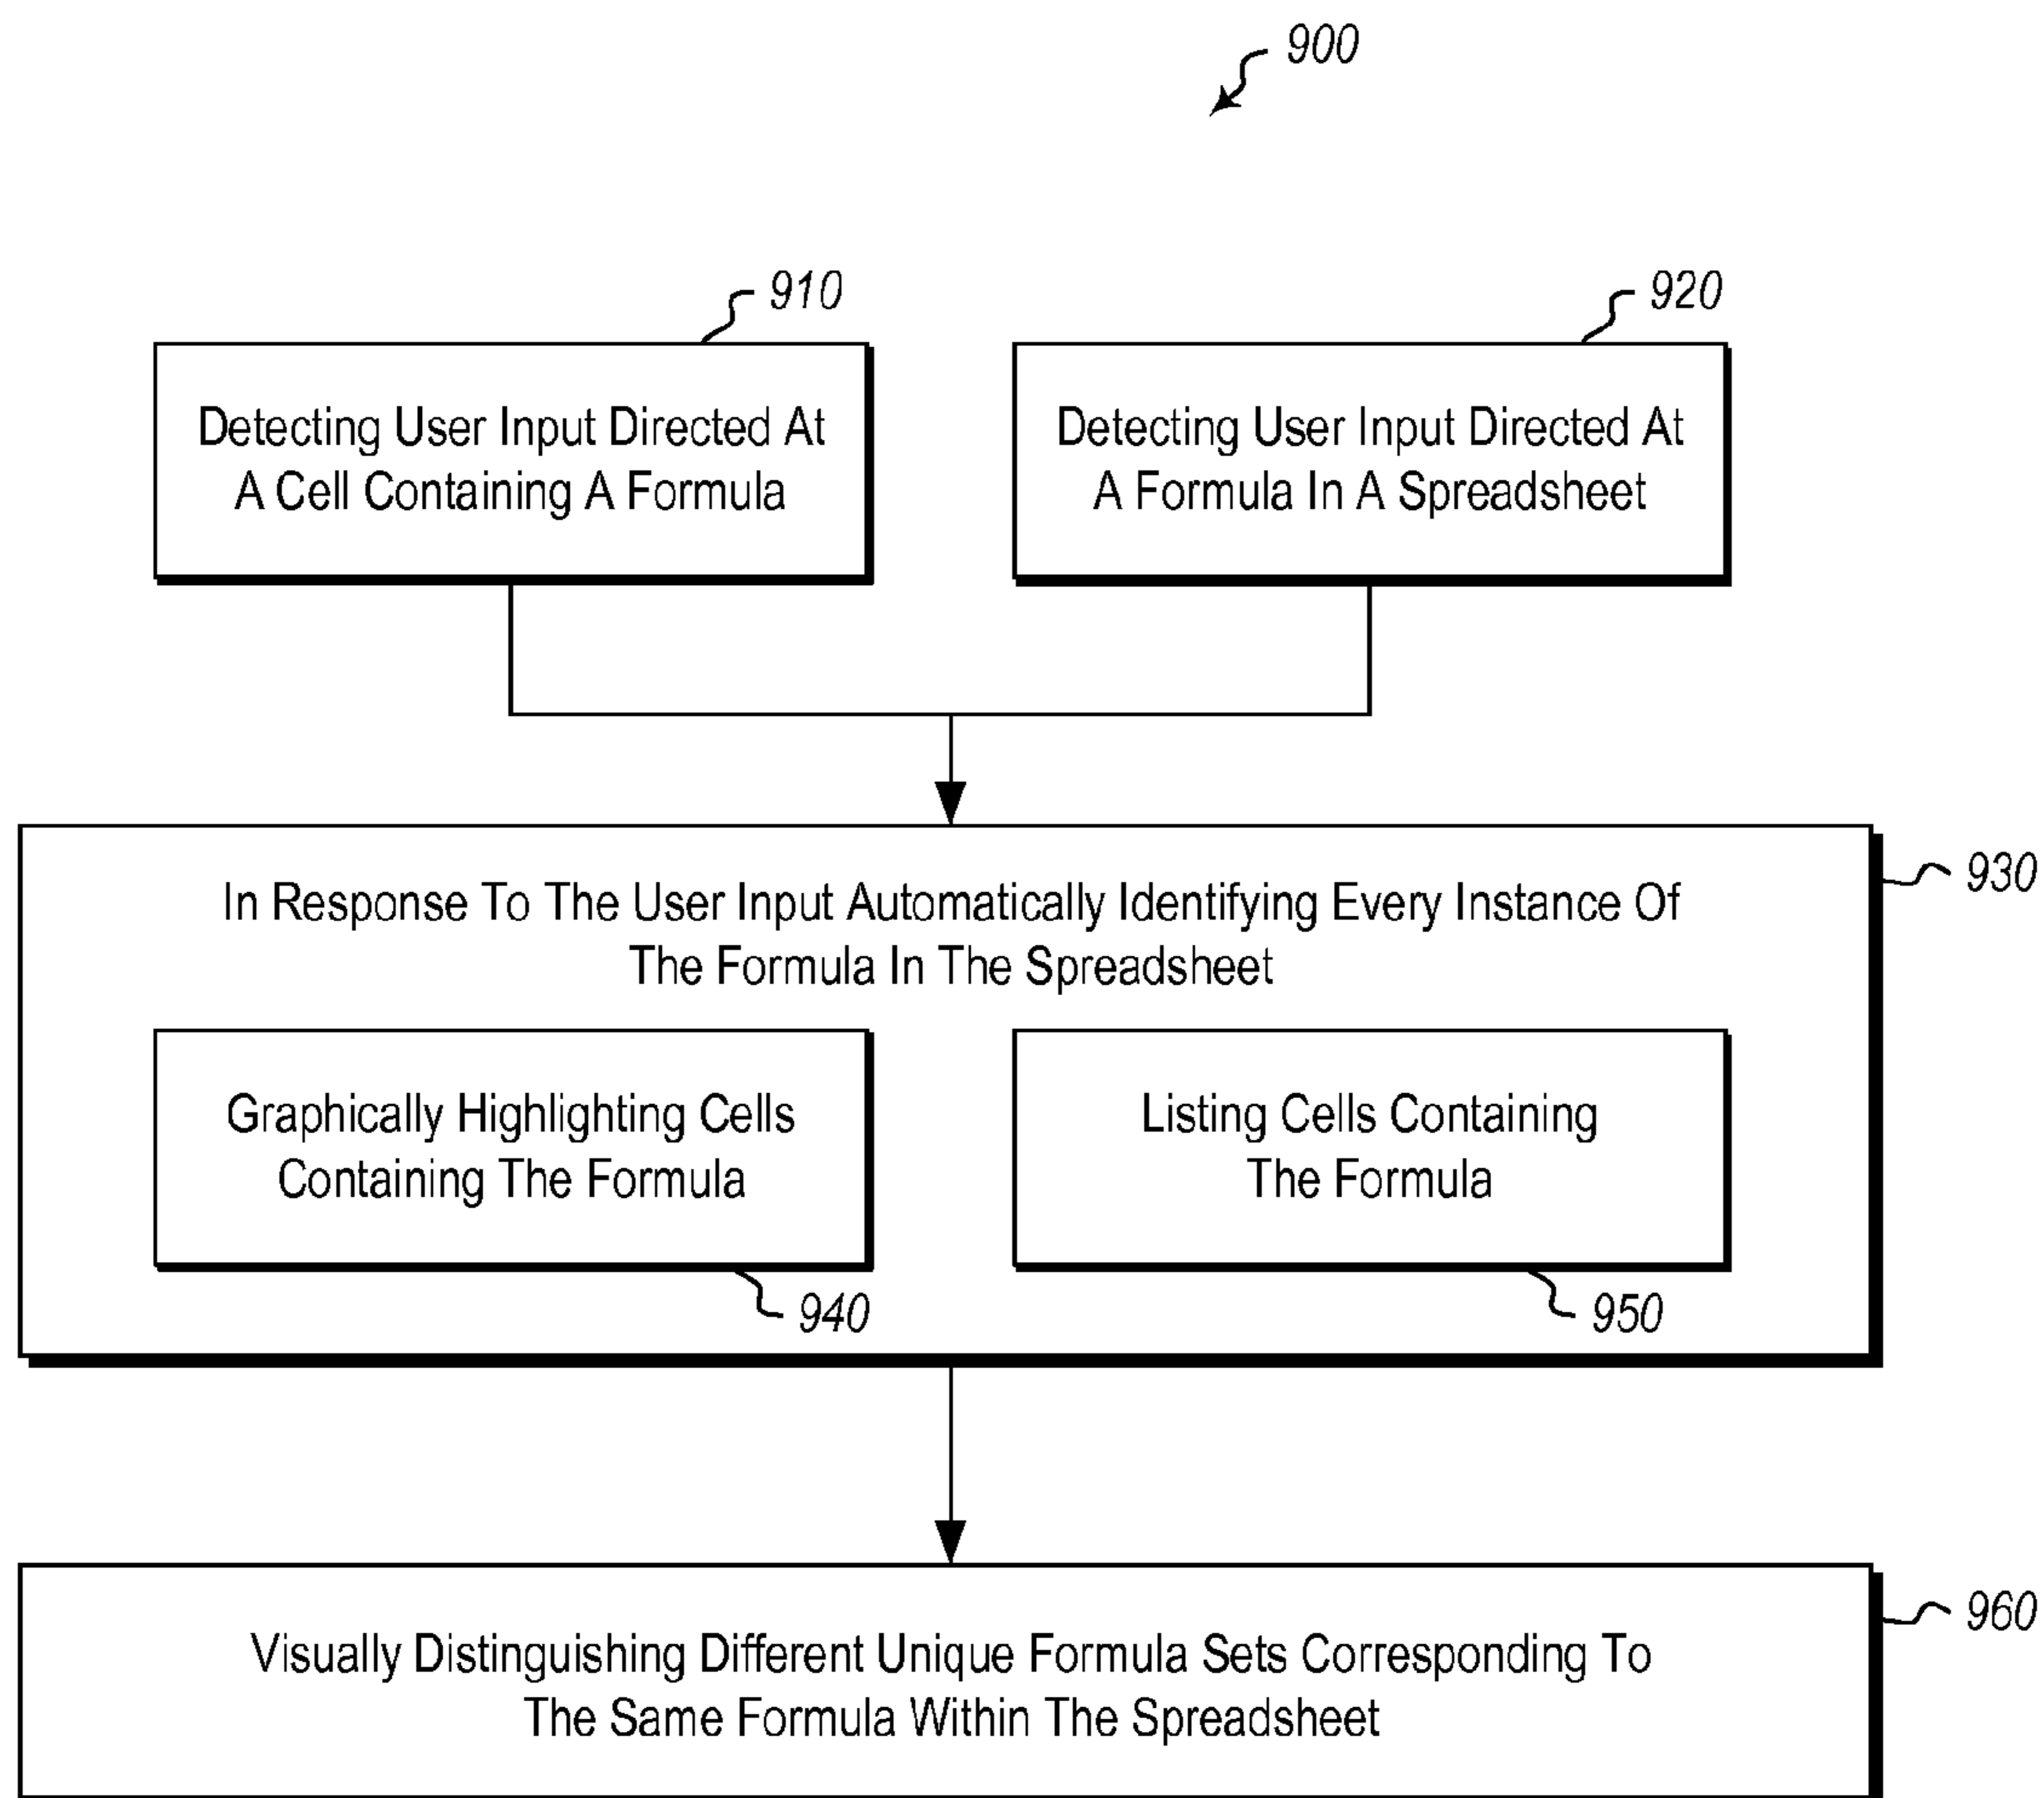 900
910
920
Detecting User Input Directed At
A Cell Containing A Formula
Detecting User Input Directed At
A Formula In A Spreadsheet
930
In Response To The User Input Automatically Identifying Every Instance Of
The Formula In The Spreadsheet
Graphically Highlighting Cells
Containing The Formula
Listing Cells Containing
The Formula
940
950
960
Visually Distinguishing Different Unique Formula Sets Corresponding To
The Same Formula Within The Spreadsheet